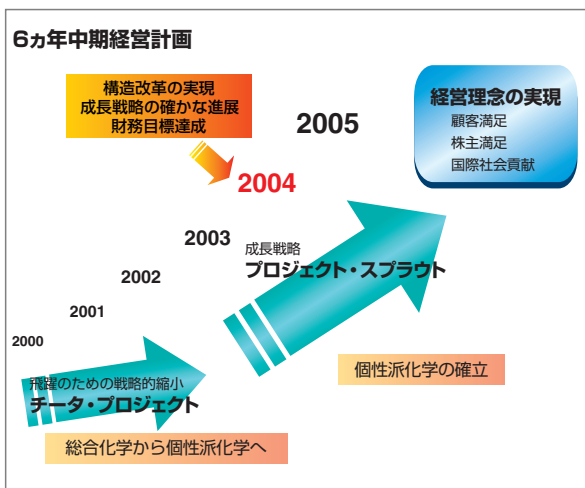 6ヵ年中期経営計画
構造改革の実現
成長戦略の確かな進展
財務目標達成
経営理念の実現
顧客満足
株主満足
国際社会貢献
2005
2004
2003
2002
2001
2000
成長戦略
プロジェクト・スプラウト
飛躍のための戦略的縮小
チータ・プロジェクト
個性派化学の確立
総合化学から個性派化学へ